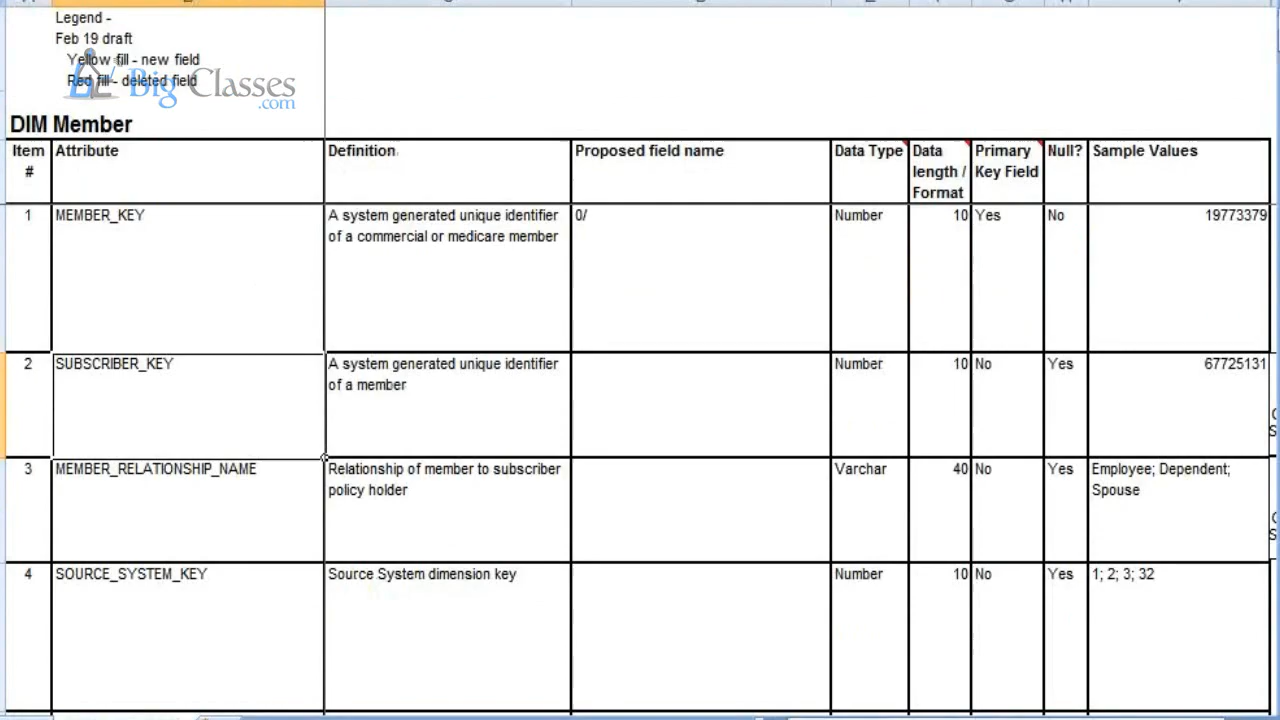 Legend -
Feb 19 draft
Yellow fill - new field
Red fill - deleted field
Big Classes
.com
DIM Member
Item # Attribute Definition Proposed field name Data Type Data length / Format Primary Key Field Null? Sample Values
1 MEMBER_KEY A system generated unique identifier 0/ Number 10 Yes No 19773379
of a commercial or medicare member
2 SUBSCRIBER_KEY A system generated unique identifier Number 10 No Yes 67725131
of a member
3 MEMBER_RELATIONSHIP_NAME Relationship of member to subscriber Varchar 40 No Yes Employee; Dependent;
policy holder Spouse
4 SOURCE_SYSTEM_KEY Source System dimension key Number 10 No Yes 1; 2; 3; 32